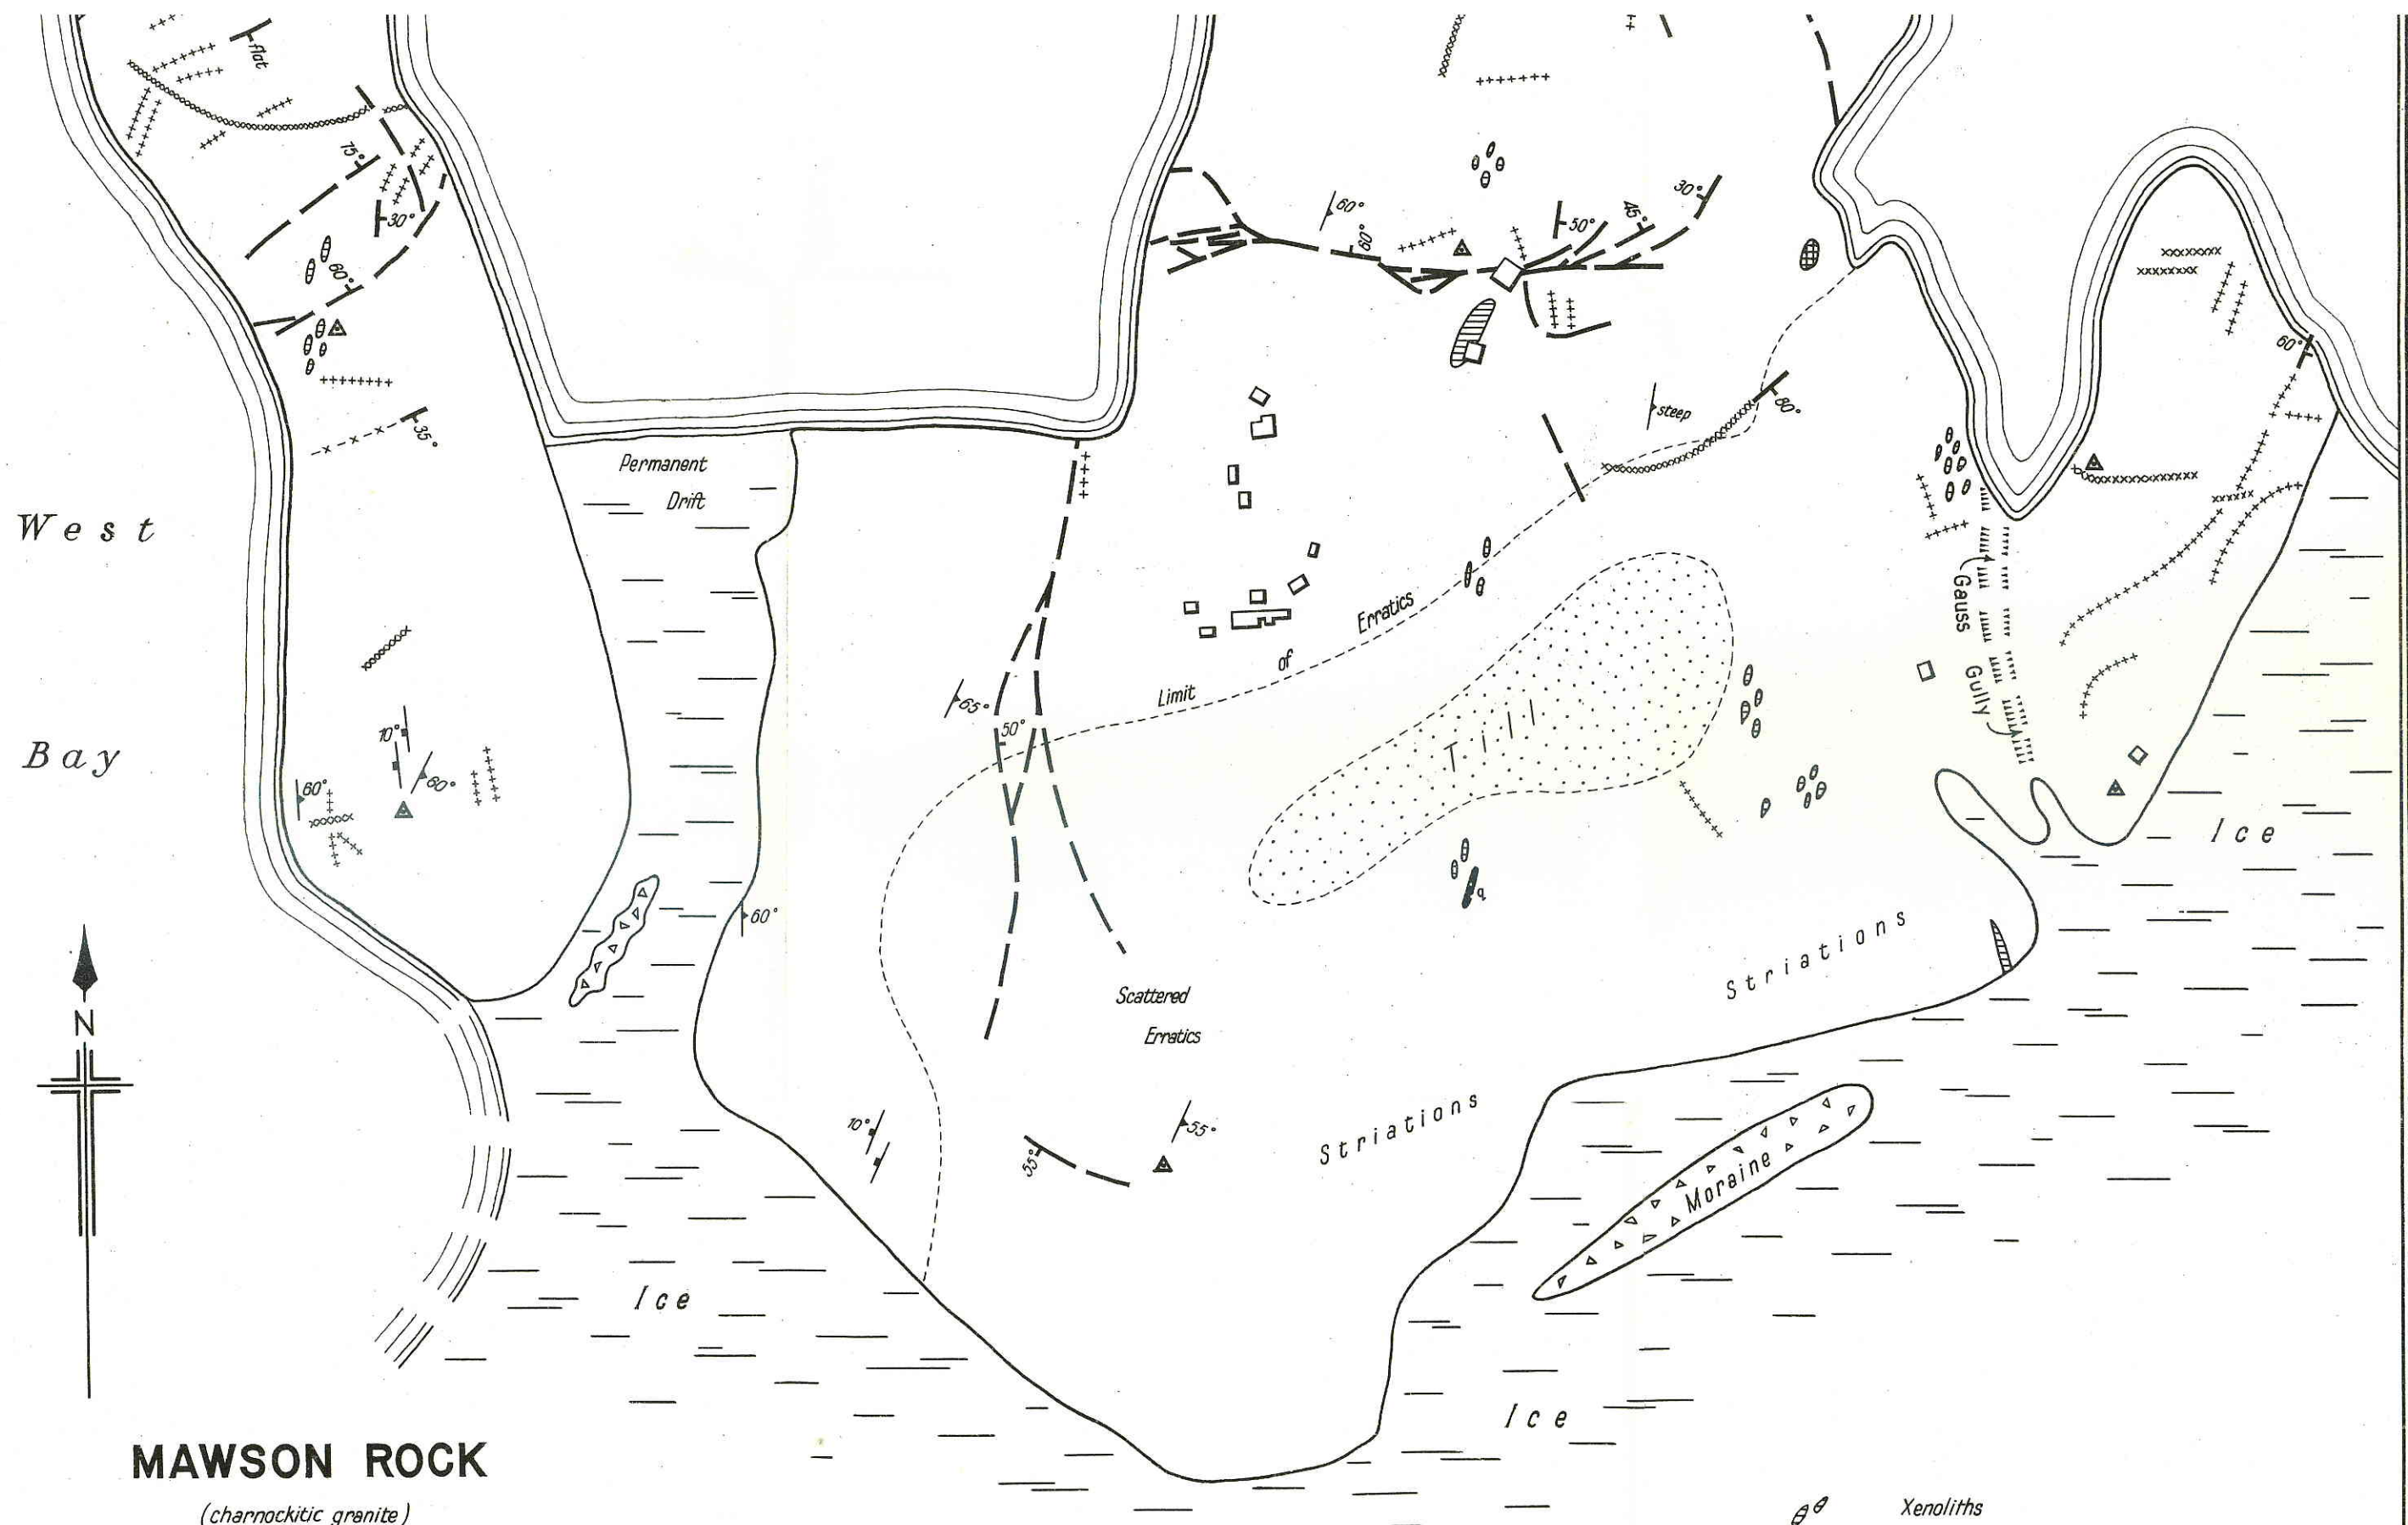 flat
75°
30°
60°
35°
60°
60°
50°
45°
30°
steep
80°
60°
Permanent
Drift
West
Bay
65°
50°
Limit
of
Erratics
Till
Gauss
Gully
10°
60°
60°
60°
q
Ice
Striations
Scattered
Erratics
N
10°
55°
55°
Striations
Moraine
Ice
Ice
MAWSON ROCK
(charnockitic granite)
Xenoliths